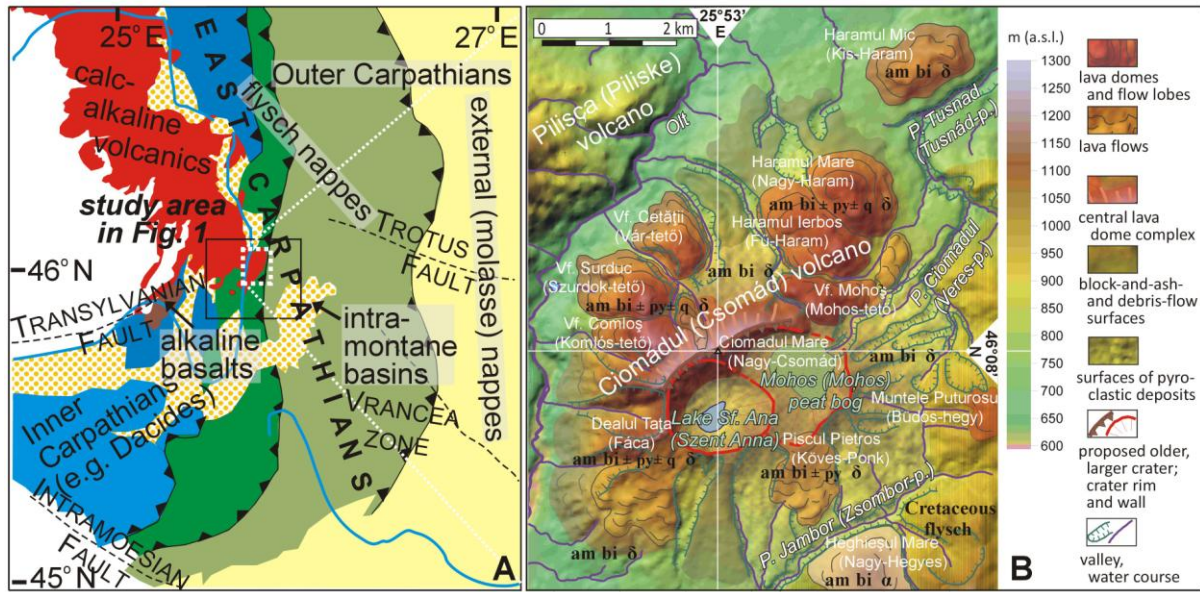 25°E
27°E
EAST CARPATHIANS
Outer Carpathians
flysch nappes
external (molasse) nappes
calc-
alkaline
volcanics
study area
in Fig. 1
46°N
TROTUS
FAULT
TRANSYLVANIAN
FAULT
alkaline
basalts
intra-
montane
basins
VRANCEA
ZONE
Inner
Carpathians
(e.g. Dacides)
INTRAMOESIAN
FAULT
45°N
A
0 1 2 km
25°53'
E
Haramul Mic
(Kis-Haram)
am bi δ
Pilişca (Piliske)
volcano
Olt
P. Tusnad
(Tusnád-p.)
Haramul Mare
(Nagy-Haram)
am bi ± py ± q δ
Vf. Cetăţii
(Vár-tető)
Haramul Ierbos
(Fű-Haram)
am bi δ
Ciomadul (Csomád) volcano
P. Ciomadul
(Veres-p.)
Vf. Surduc
(Szurdok-tető)
am bi ± py ± q δ
Vf. Mohoş
(Mohos-tető)
Vf. Comloş
(Komlós-tető)
Ciomadul Mare
(Nagy-Csomád)
46°08'
N
am bi δ
Mohoş (Mohos)
peat bog
Muntele Puturosu
(Büdös-hegy)
Lake Sf. Ana
(Szent Anna)
Dealul Taţa
(Fáca)
am bi ± py ± q δ
Piscul Pietros
(Köves-Ponk)
am bi ± py δ
P. Jambor (Zsombor-p.)
Cretaceous
flysch
am bi δ
Heghieşul Mare
(Nagy-Hegyes)
am bi α
B
m (a.s.l.)
1300
1200
1100
1050
1000
950
900
850
800
775
750
700
650
600
lava domes
and flow lobes
lava flows
central lava
dome complex
block-and-ash-
and debris-flow
surfaces
surfaces of pyro-
clastic deposits
proposed older,
larger crater;
crater rim
and wall
valley,
water course